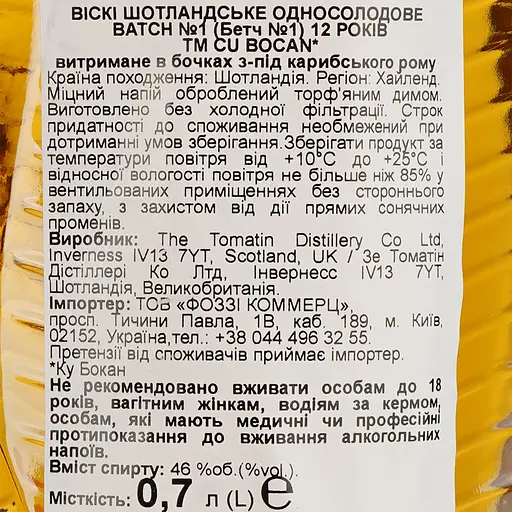 ВІСКІ ШОТЛАНДСЬКЕ ОДНОСОЛОДОВЕ
BATCH №1 (Бетч №1) 12 РОКІВ
ТМ CU BOCAN*
витримане в бочках з-під карибського рому
Країна походження: Шотландія. Регіон: Хайленд.
Міцний напій оброблений торф'яним димом.
Виготовлено без холодної фільтрації. Строк
придатності до споживання необмежений при
дотриманні умов зберігання.Зберігати продукт за
температури повітря від +10°С до +25°С і
відносної вологості повітря не більше ніж 85% у
вентильованих приміщеннях без стороннього
запаху, з захистом від дії прямих сонячних
променів.
Виробник: The Tomatin Distillery Co Ltd,
Inverness IV13 7YT, Scotland, UK / Зе Томатін
Дістіллері Ко Лтд, Інвернесс IV13 7YT,
Шотландія, Великобританія.
Імпортер: ТОВ «ФОЗЗІ КОММЕРЦ»,
просп. Тичини Павла, 1В, каб. 189, м. Київ,
02152, Україна,тел.: +38 044 496 32 55.
Претензії від споживачів приймає імпортер.
*Ку Бокан
Не рекомендовано вживати особам до 18
років, вагітним жінкам, водіям за кермом,
особам, які мають медичні чи професійні
протипоказання до вживання алкогольних
напоїв.
Вміст спирту: 46 %об.(%vol.).
Місткість: 0,7 л (L) ℮